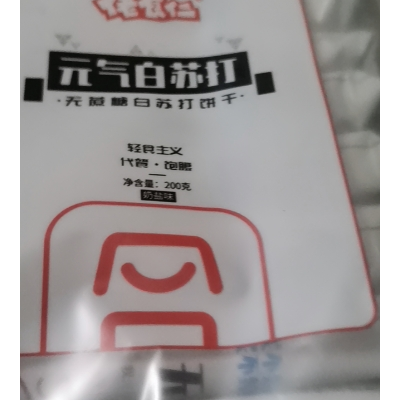 元气白苏打
·无蔗糖白苏打饼干·
轻食主义
代餐·饱腹
净含量：200克
奶盐味